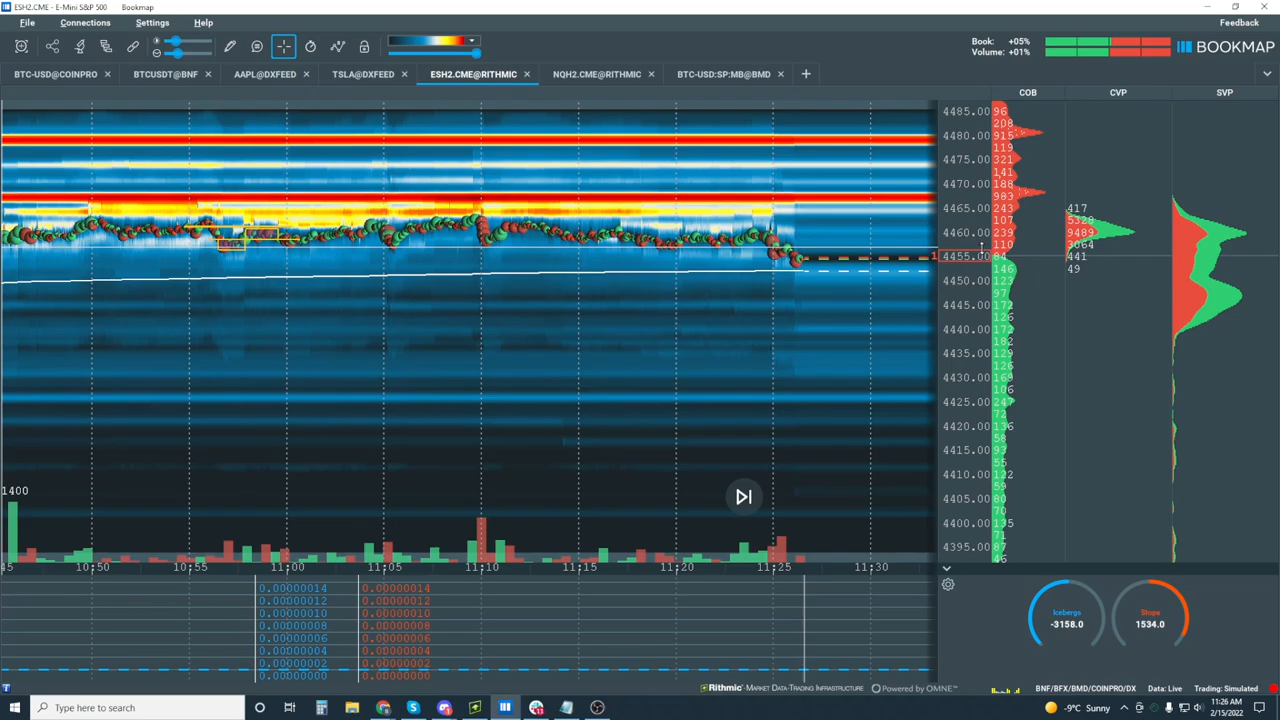 ESH2.CME - E-Mini S&P 500 Bookmap
File Connections Settings Help Feedback
Book: +05%
Volume: +01%
BOOKMAP
BTC-USD@COINPRO BTCUSDT@BNF AAPL@DXFEED TSLA@DXFEED ESH2.CME@RITHMIC NQH2.CME@RITHMIC BTC-USD:SP:MB@BMD
COB CVP SVP
4485.00 96
208
4480.00 915
119
4475.00 321
141
4470.00 188
983
4465.00 243 417
107 5328
4460.00 239 9489
110 3064
4455.00 84 441
146 49
4450.00 123
97
4445.00 172
126
4440.00 172
182
4435.00 129
126
4430.00 169
106
4425.00 247
72
4420.00 136
58
4415.00 93
55
4410.00 122
59
4405.00 80
70
4400.00 135
71
4395.00 87
46
1400
45 10:50 10:55 11:00 11:05 11:10 11:15 11:20 11:25 11:30
0.00000014 0.00000014
0.00000012 0.00000012
0.00000010 0.00000010
0.00000008 0.00000008
0.00000006 0.00000006
0.00000004 0.00000004
0.00000002 0.00000002
0.00000000 0.00000000
Icebergs
-3158.0
Stops
1534.0
Rithmic - MARKET DATA-TRADING INFRASTRUCTURE Powered by OMNE™ BNF/BFX/BMD/COINPRO/DX Data: Live Trading: Simulated
Type here to search
-9°C Sunny
11:26 AM
2/15/2022